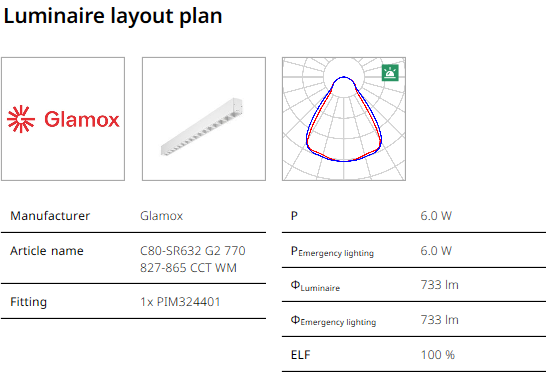 Luminaire layout plan
Glamox
Manufacturer Glamox
Article name C80-SR632 G2 770
827-865 CCT WM
Fitting 1x PIM324401
P 6.0 W
PEmergency lighting 6.0 W
ΦLuminaire 733 lm
ΦEmergency lighting 733 lm
ELF 100 %